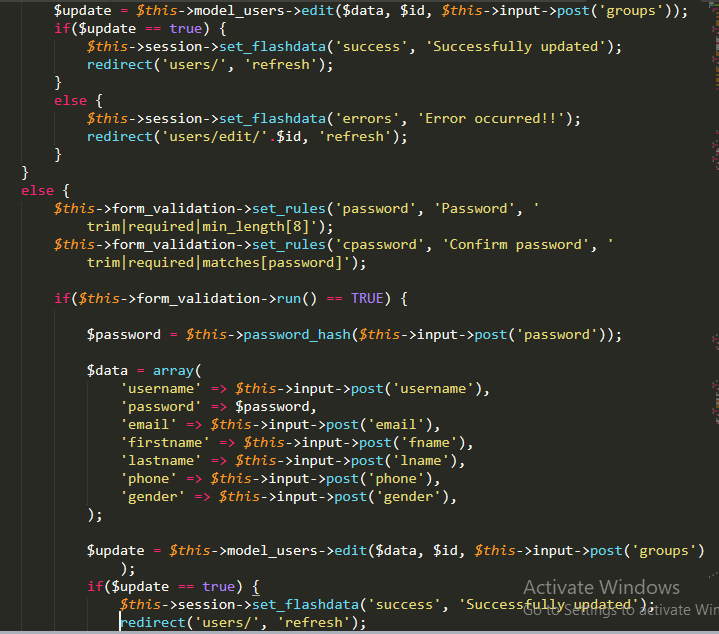 $update = $this->model_users->edit($data, $id, $this->input->post('groups'));
if($update == true) {
$this->session->set_flashdata('success', 'Successfully updated');
redirect('users/', 'refresh');
}
else {
$this->session->set_flashdata('errors', 'Error occurred!!');
redirect('users/edit/'.$id, 'refresh');
}
}
else {
$this->form_validation->set_rules('password', 'Password', '
trim|required|min_length[8]');
$this->form_validation->set_rules('cpassword', 'Confirm password', '
trim|required|matches[password]');
if($this->form_validation->run() == TRUE) {
$password = $this->password_hash($this->input->post('password'));
$data = array(
'username' => $this->input->post('username'),
'password' => $password,
'email' => $this->input->post('email'),
'firstname' => $this->input->post('fname'),
'lastname' => $this->input->post('lname'),
'phone' => $this->input->post('phone'),
'gender' => $this->input->post('gender'),
);
$update = $this->model_users->edit($data, $id, $this->input->post('groups')
);
if($update == true) {
Activate Windows
$this->session->set_flashdata('success', 'Successfully updated');
Go to Settings to activate Win
redirect('users/', 'refresh');